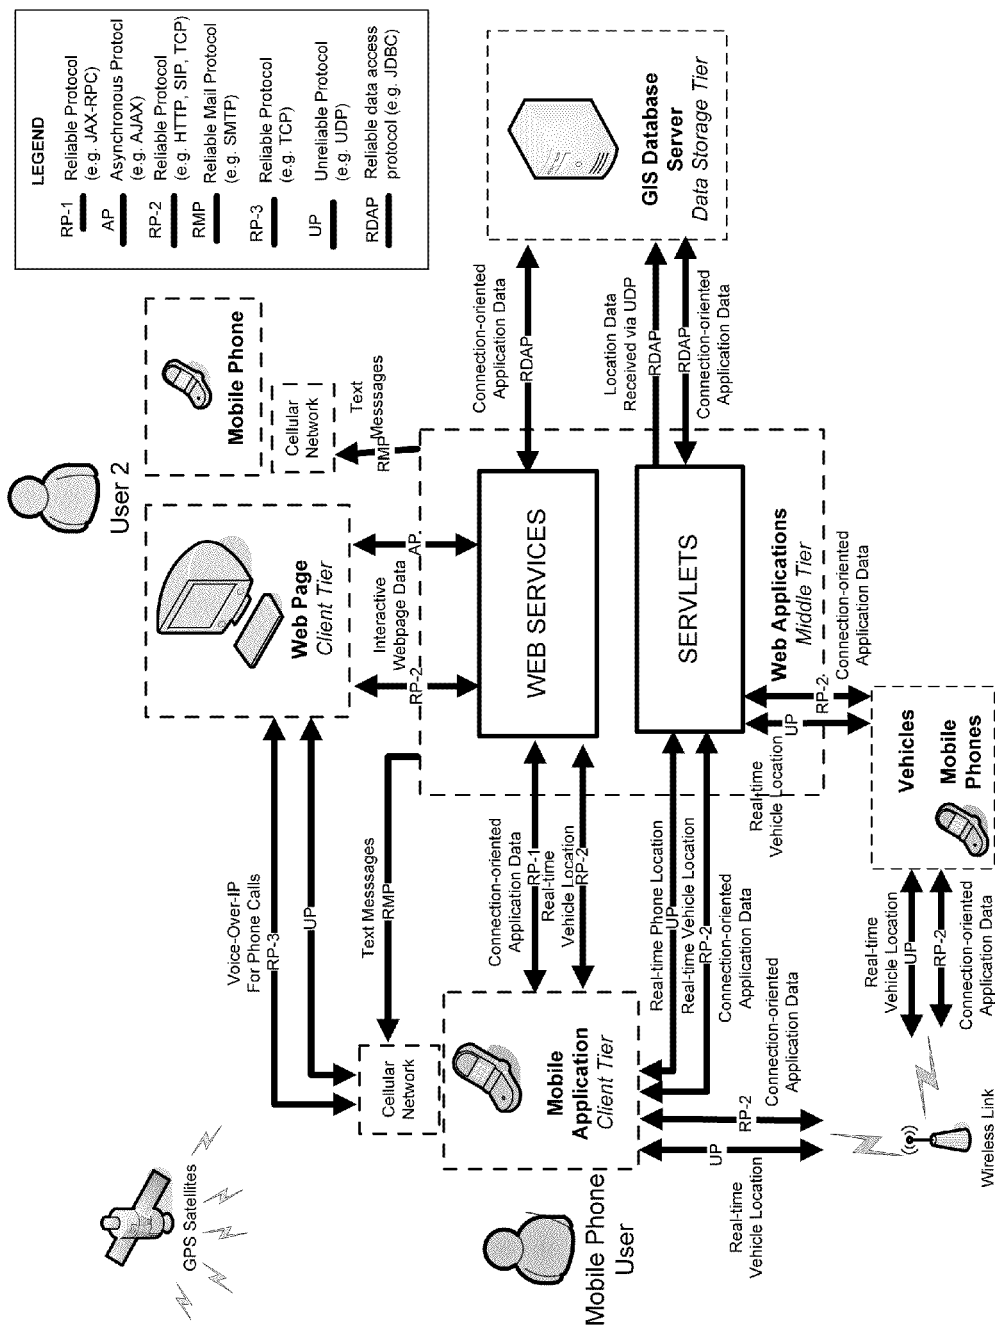 LEGEND
RP-1
Reliable Protocol
(e.g. JAX-RPC)
AP
Asynchronous Protocl
(e.g. AJAX)
RP-2
Reliable Protocol
(e.g. HTTP, SIP, TCP)
RMP
Reliable Mail Protocol
(e.g. SMTP)
RP-3
Reliable Protocol
(e.g. TCP)
UP
Unreliable Protocol
(e.g. UDP)
RDAP
Reliable data access
protocol (e.g. JDBC)
GPS Satellites
User 2
Mobile Phone
Cellular
Network
Text
Messsages
RMP
Web Page
Client Tier
Voice-Over-IP
For Phone Calls
RP-3
UP
Interactive
Webpage Data
RP-2
AP
Text Messsages
RMP
Cellular
Network
Mobile
Application
Client Tier
Mobile Phone
User
Connection-oriented
Application Data
RP-1
Real-time
Vehicle Location
RP-2
WEB SERVICES
SERVLETS
Web Applications
Middle Tier
Connection-oriented
Application Data
RDAP
Location Data
Received via UDP
RDAP
RDAP
Connection-oriented
Application Data
GIS Database
Server
Data Storage Tier
Real-time Phone Location
UP
Real-time Vehicle Location
RP-2
Connection-oriented
Application Data
Connection-oriented
Application Data
RP-2
UP
Real-time
Vehicle Location
Real-time
Vehicle Location
UP
RP-2
Connection-oriented
Application Data
Vehicles
Mobile
Phones
Real-time
Vehicle Location
UP
RP-2
Connection-oriented
Application Data
Wireless Link